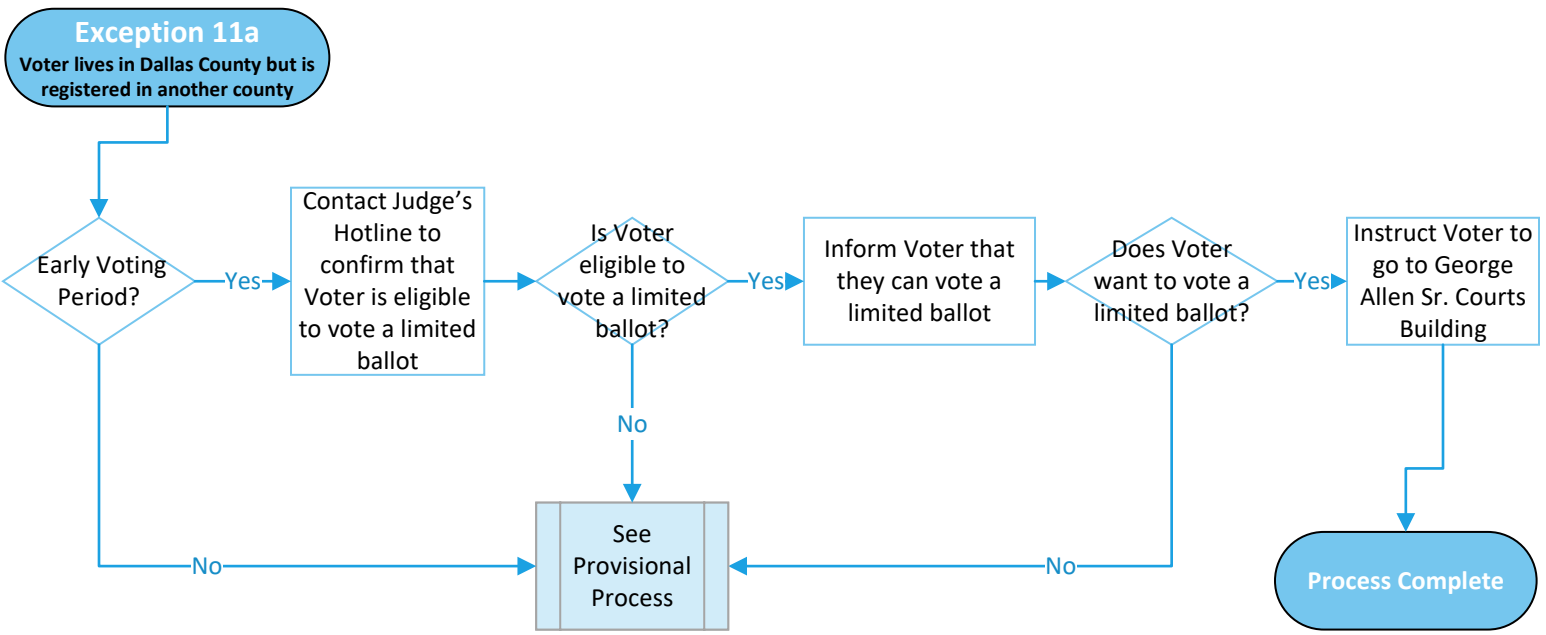 Exception 11a
Voter lives in Dallas County but is
registered in another county
Early Voting
Period?
Yes
Contact Judge’s
Hotline to
confirm that
Voter is eligible
to vote a limited
ballot
Is Voter
eligible to
vote a limited
ballot?
Yes
Inform Voter that
they can vote a
limited ballot
Does Voter
want to vote a
limited ballot?
Yes
Instruct Voter to
go to George
Allen Sr. Courts
Building
No
No
See
Provisional
Process
No
Process Complete